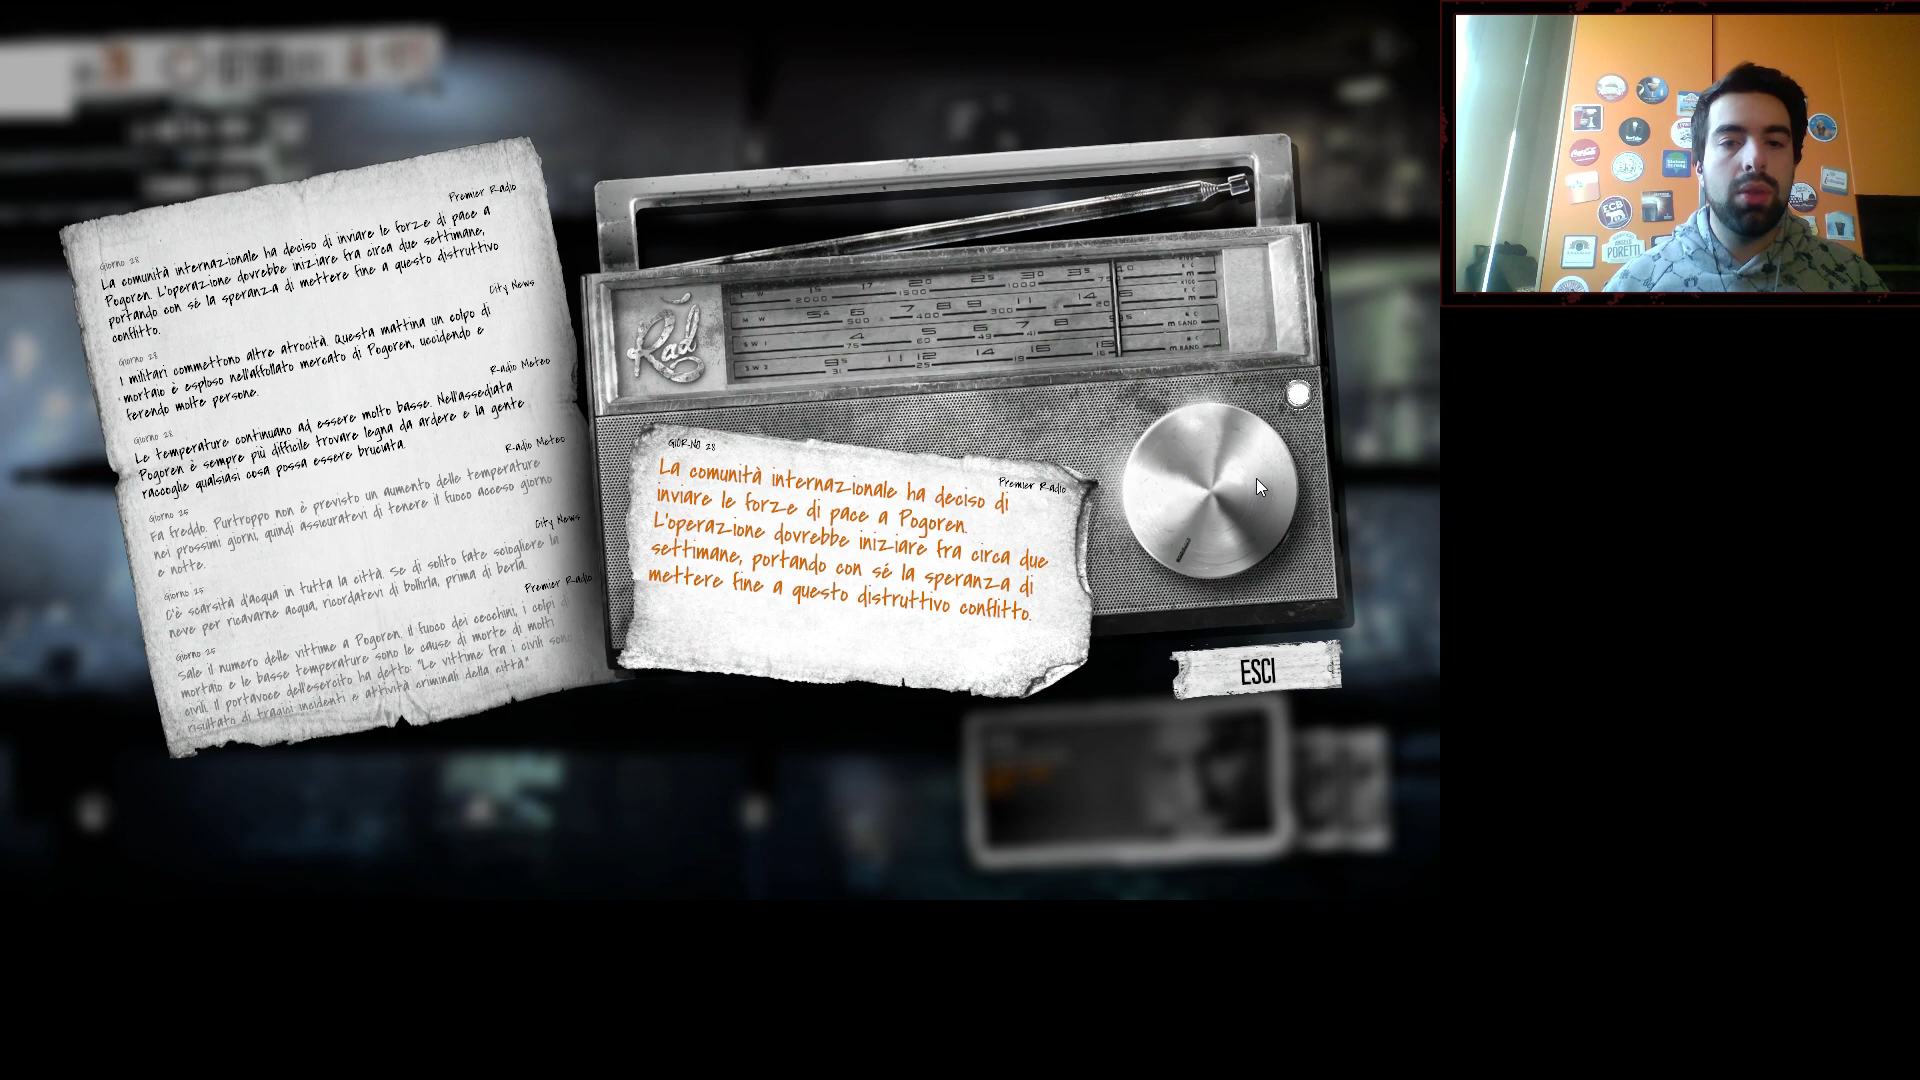 Premier Radio
Giorno 28
La comunità internazionale ha deciso di inviare le forze di pace a
Pogoren. L'operazione dovrebbe iniziare fra circa due settimane,
portando con sé la speranza di mettere fine a questo distruttivo
conflitto.
City News
Giorno 28
I militari commettono altre atrocità. Questa mattina un colpo di
mortaio è esploso nell'affollato mercato di Pogoren, uccidendo e
ferendo molte persone.
Radio Meteo
Giorno 28
Le temperature continuano ad essere molto basse. Nell'assediata
Pogoren è sempre più difficile trovare legna da ardere e la gente
raccoglie qualsiasi cosa possa essere bruciata.
Radio Meteo
Giorno 25
Fa freddo. Purtroppo non è previsto un aumento delle temperature
nei prossimi giorni, quindi assicuratevi di tenere il fuoco acceso giorno
e notte.
City News
Giorno 25
C'è scarsità d'acqua in tutta la città. Se di solito fate sciogliere la
neve per ricavarne acqua, ricordatevi di bollirla, prima di berla.
Premier Radio
Giorno 25
Sale il numero delle vittime a Pogoren. Il fuoco dei cecchini, i colpi di
mortaio e le basse temperature sono le cause di morte di molti
civili. Il portavoce dell'esercito ha detto: "Le vittime fra i civili sono
risultato di tragici incidenti e attività criminali della città"
Rad
GIORNO 28
Premier Radio
La comunità internazionale ha deciso di
inviare le forze di pace a Pogoren.
L'operazione dovrebbe iniziare fra circa due
settimane, portando con sé la speranza di
mettere fine a questo distruttivo conflitto.
ESCI
ECB
PORETTI